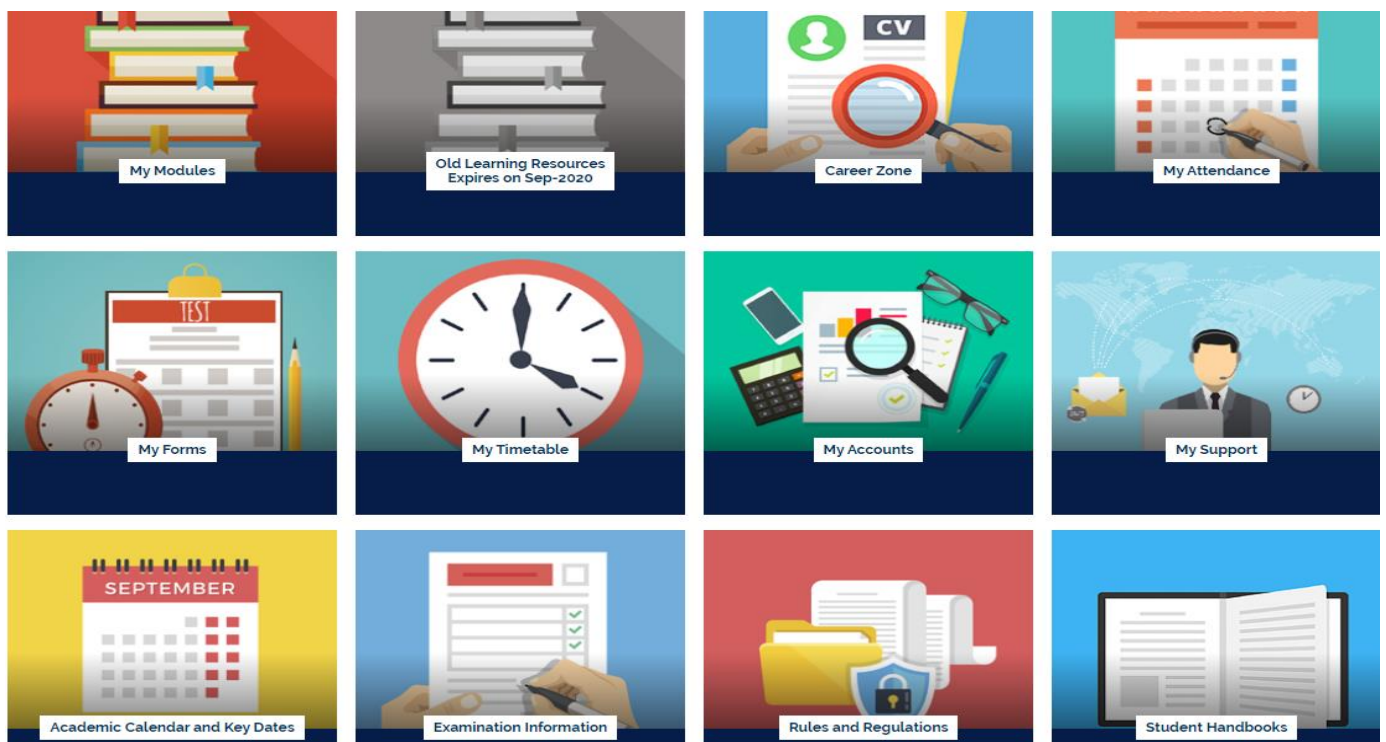 CV
My Modules
Old Learning Resources
Expires on Sep-2020
Career Zone
My Attendance
TEST
My Forms
My Timetable
My Accounts
My Support
SEPTEMBER
Academic Calendar and Key Dates
Examination Information
Rules and Regulations
Student Handbooks